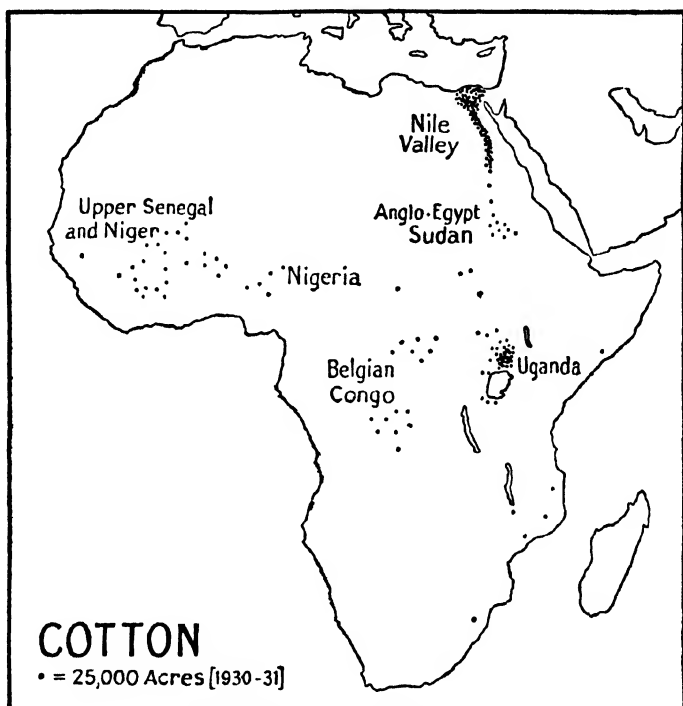 Nile
Valley
Upper Senegal
and Niger
Anglo-Egypt
Sudan
Nigeria
Belgian
Congo
Uganda
COTTON
• = 25,000 Acres [1930-31]